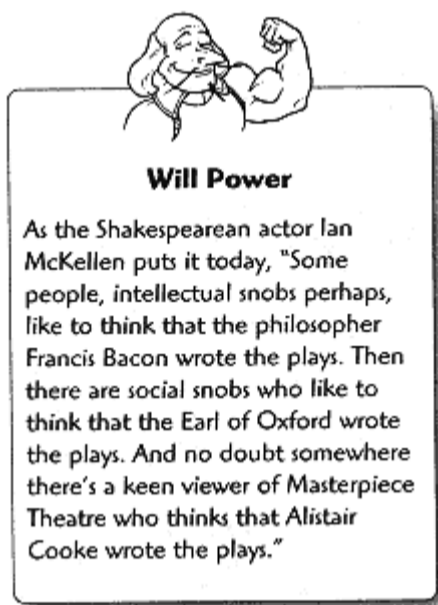 Will Power
As the Shakespearean actor Ian
McKellen puts it today, "Some
people, intellectual snobs perhaps,
like to think that the philosopher
Francis Bacon wrote the plays. Then
there are social snobs who like to
think that the Earl of Oxford wrote
the plays. And no doubt somewhere
there's a keen viewer of Masterpiece
Theatre who thinks that Alistair
Cooke wrote the plays."